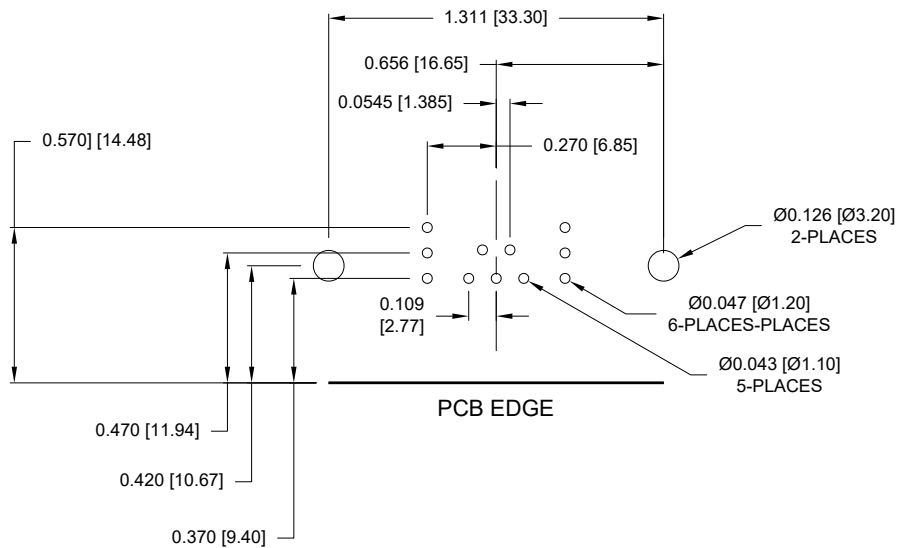 1.311 [33.30]
0.656 [16.65]
0.0545 [1.385]
0.570] [14.48]
0.270 [6.85]
Ø0.126 [Ø3.20]
2-PLACES
0.109
[2.77]
Ø0.047 [Ø1.20]
6-PLACES-PLACES
Ø0.043 [Ø1.10]
5-PLACES
PCB EDGE
0.470 [11.94]
0.420 [10.67]
0.370 [9.40]